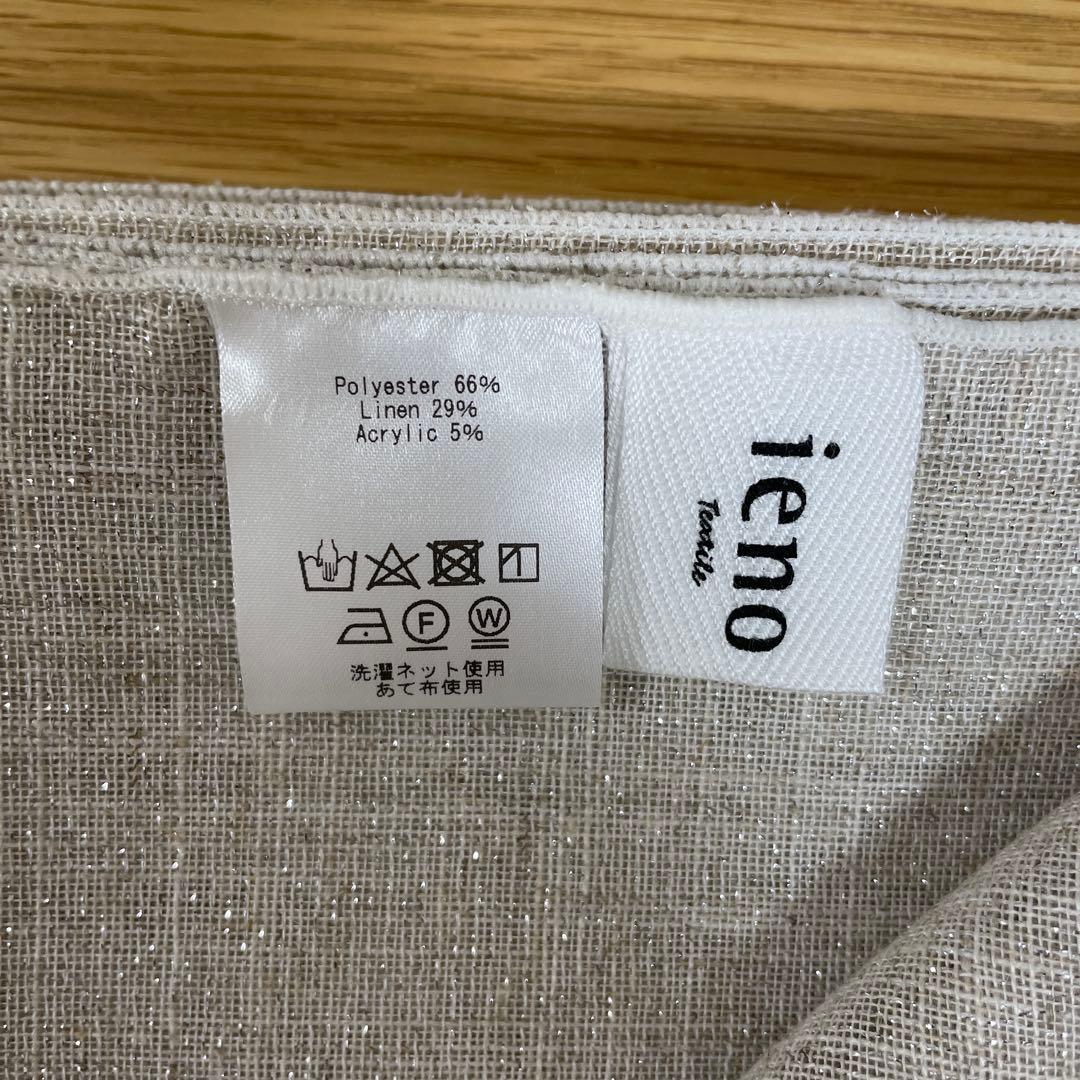 Polyester 66%
Linen 29%
Acrylic 5%
F
W
洗濯ネット使用
あて布使用
ieno
Textile